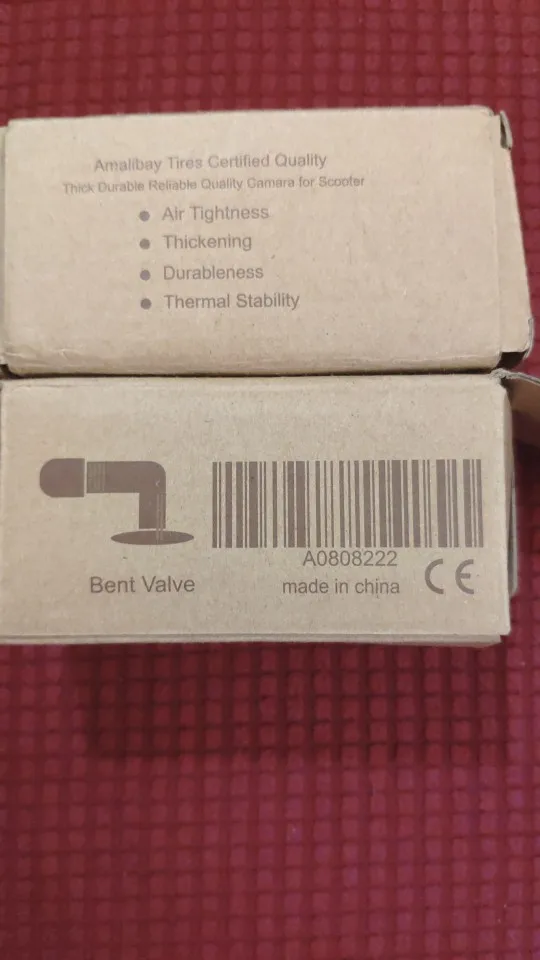 Amalibay Tires Certified Quality
Thick Durable Reliable Quality Camara for Scooter
● Air Tightness
● Thickening
● Durableness
● Thermal Stability
A0808222
Bent Valve
made in china
CE